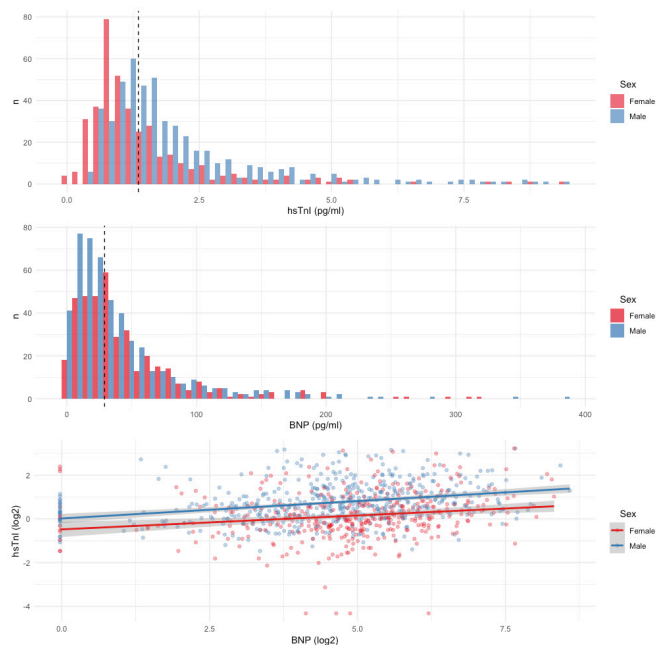 80
60
40
20
0
n
0.0
2.5
5.0
7.5
hsTnI (pg/ml)
Sex
Female
Male
80
60
40
20
0
n
0
100
200
300
400
BNP (pg/ml)
Sex
Female
Male
2
0
-2
-4
hsTnI (log2)
0.0
2.5
5.0
7.5
BNP (log2)
Sex
Female
Male